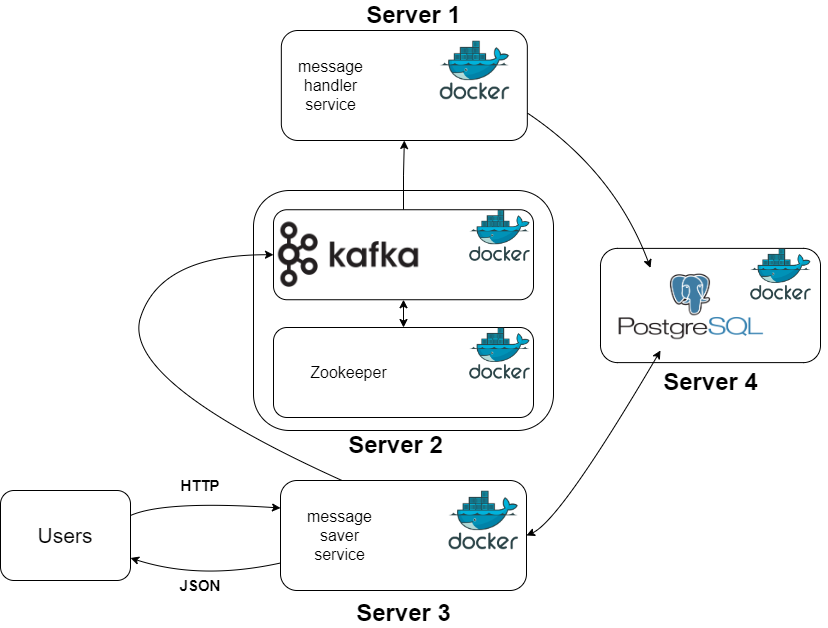 Server 1
message
handler
service
docker
kafka
docker
docker
PostgreSQL
Server 4
Zookeeper
docker
Server 2
HTTP
Users
message
saver
service
docker
JSON
Server 3